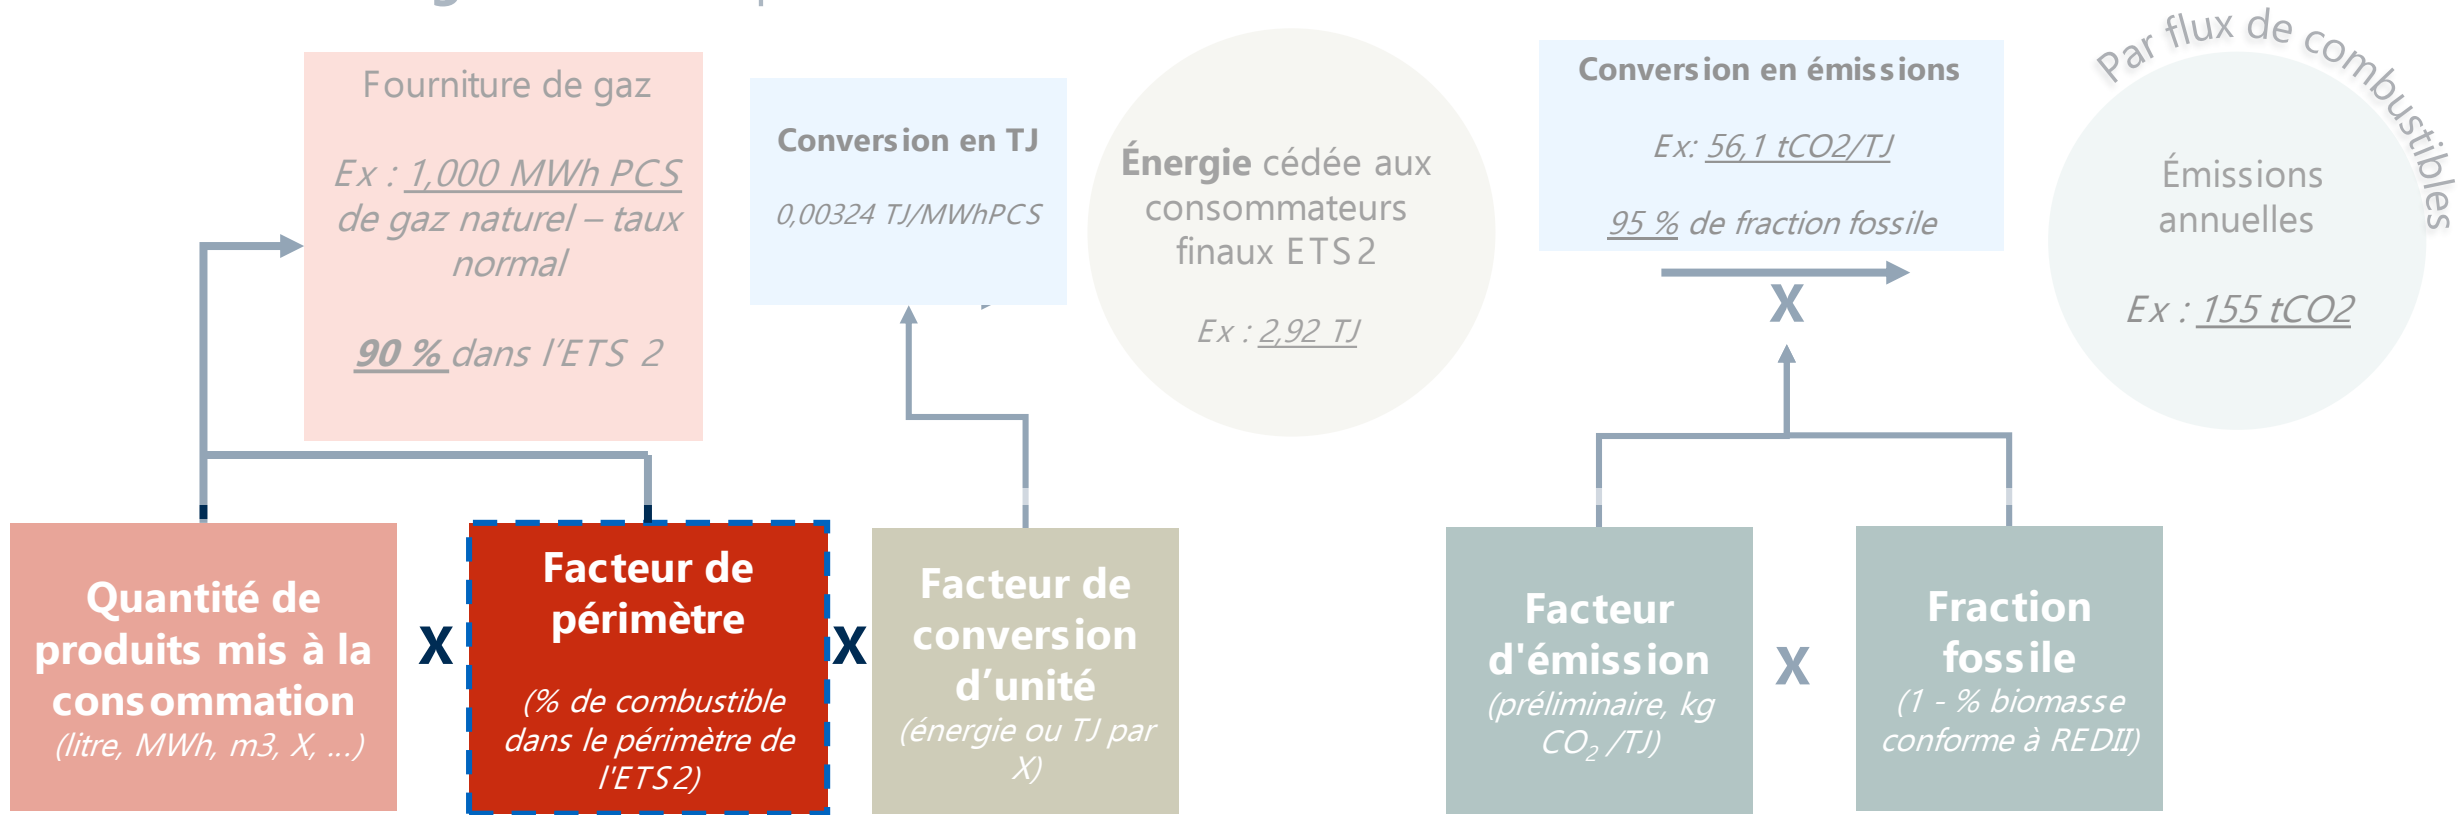 Fourniture de gaz
Ex : 1,000 MWh PCS
de gaz naturel – taux
normal
90 % dans l’ETS 2
Conversion en TJ
0,00324 TJ/MWhPCS
Énergie cédée aux
consommateurs
finaux ETS2
Ex : 2,92 TJ
Conversion en émissions
Ex: 56,1 tCO2/TJ
95 % de fraction fossile
X
Par flux de combustibles
Émissions
annuelles
Ex : 155 tCO2
Quantité de
produits mis à la
consommation
(litre, MWh, m3, X, ...)
X
Facteur de
périmètre
(% de combustible
dans le périmètre de
l'ETS2)
X
Facteur de
conversion
d’unité
(énergie ou TJ par
X)
Facteur
d'émission
(préliminaire, kg
CO₂ /TJ)
X
Fraction
fossile
(1 - % biomasse
conforme à REDII)